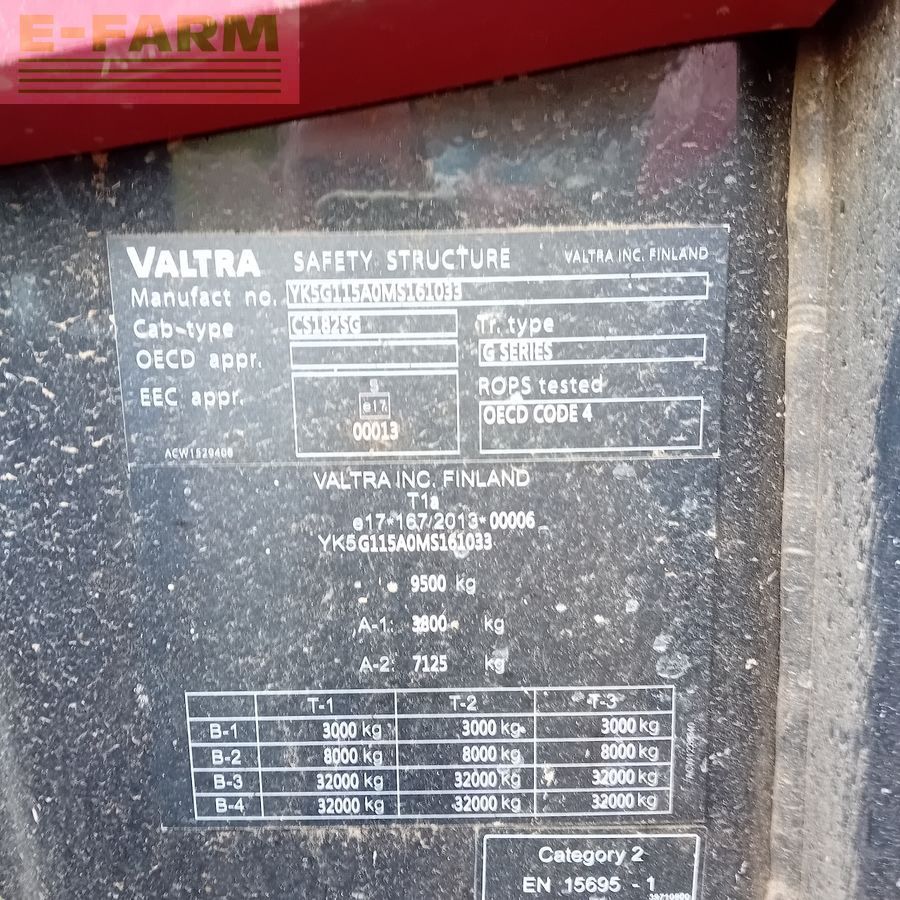 E-FARM
VALTRA SAFETY STRUCTURE VALTRA INC. FINLAND
Manufact no. YK5G115A0MS161033
Cab-type CS182SG Tr. type
OECD appr. G SERIES
EEC appr. S ROPS tested
e17 OECD CODE 4
00013
ACW1529406
VALTRA INC. FINLAND
T1a
e17*167/2013*00006
YK5G115A0MS161033
9500 kg
A-1: 3800 kg
A-2: 7125 kg
T-1 T-2 T-3
B-1 3000 kg 3000 kg 3000 kg
B-2 8000 kg 8000 kg 8000 kg
B-3 32000 kg 32000 kg 32000 kg
B-4 32000 kg 32000 kg 32000 kg
Category 2
EN 15695 - 1